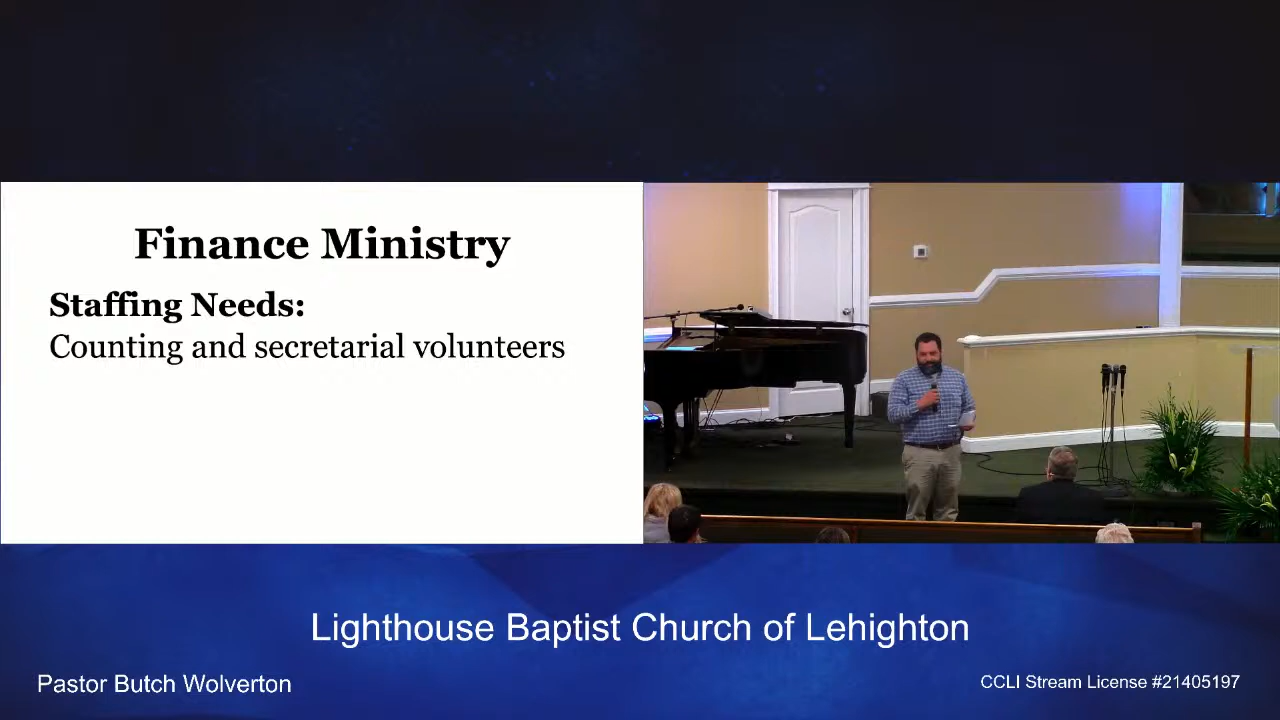 Finance Ministry
Staffing Needs:
Counting and secretarial volunteers
Lighthouse Baptist Church of Lehighton
Pastor Butch Wolverton
CCLI Stream License #21405197